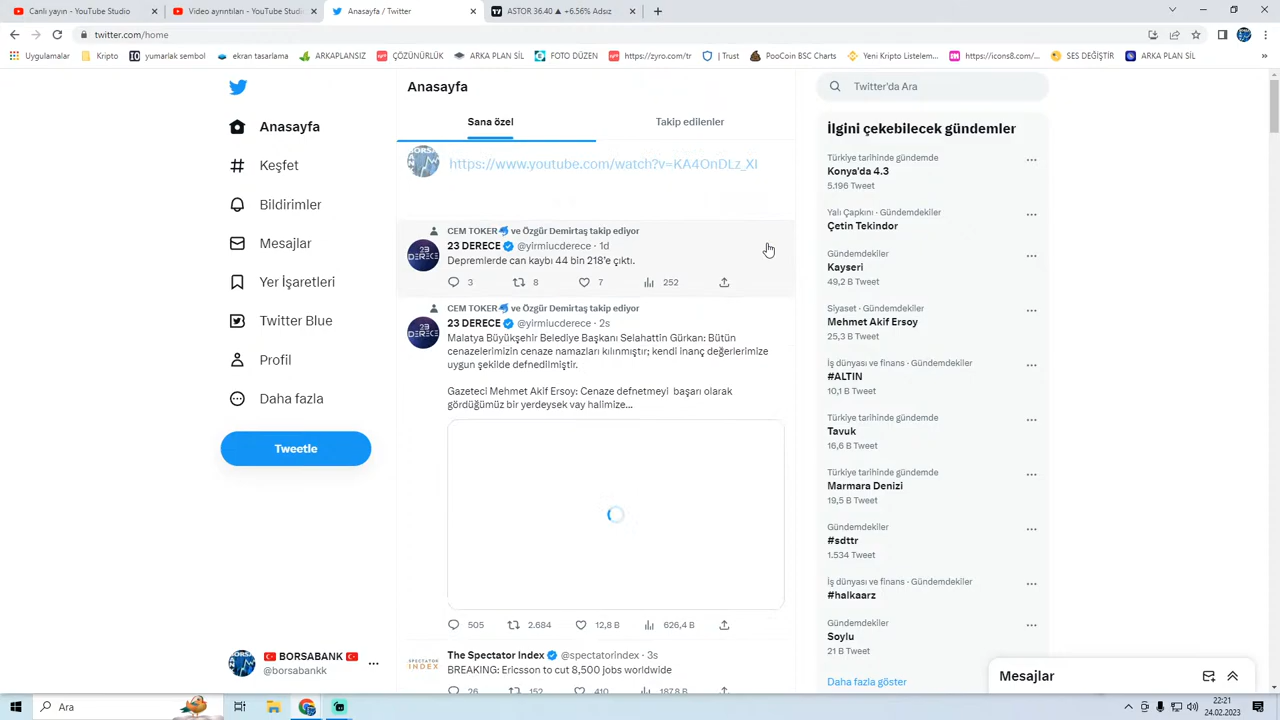 Canlı yayın - YouTube Studio
Video ayrıntıları - YouTube Studi
Anasayfa / Twitter
ASTOR 36.40 ▲ +6.56% Adsız
twitter.com/home
Uygulamalar
Kripto
yumarlak sembol
ekran tasarlama
ARKAPLANSIZ
ÇÖZÜNÜRLÜK
ARKA PLAN SİL
FOTO DÜZEN
https://zyro.com/tr
| Trust
PooCoin BSC Charts
Yeni Kripto Listelem...
https://icons8.com/...
SES DEĞİŞTİR
ARKA PLAN SİL
Anasayfa
Keşfet
Bildirimler
Mesajlar
Yer İşaretleri
Twitter Blue
Profil
Daha fazla
Tweetle
🇹🇷 BORSABANK 🇹🇷
@borsabankk
Anasayfa
Sana özel
Takip edilenler
https://www.youtube.com/watch?v=KA4OnDLz_XI
CEM TOKER🐬 ve Özgür Demirtaş takip ediyor
23 DERECE @yirmiucderece · 1d
Depremlerde can kaybı 44 bin 218'e çıktı.
3 8 7 252
CEM TOKER🐬 ve Özgür Demirtaş takip ediyor
23 DERECE @yirmiucderece · 2s
Malatya Büyükşehir Belediye Başkanı Selahattin Gürkan: Bütün
cenazelerimizin cenaze namazları kılınmıştır; kendi inanç değerlerimize
uygun şekilde defnedilmiştir.
Gazeteci Mehmet Akif Ersoy: Cenaze defnetmeyi başarı olarak
gördüğümüz bir yerdeysek vay halimize...
505 2.684 12,8 B 626,4 B
The Spectator Index @spectatorindex · 3s
BREAKING: Ericsson to cut 8,500 jobs worldwide
26 152 410 187,8 B
Twitter'da Ara
İlgini çekebilecek gündemler
Türkiye tarihinde gündemde
Konya'da 4.3
5.196 Tweet
Yalı Çapkını · Gündemdekiler
Çetin Tekindor
Gündemdekiler
Kayseri
49,2 B Tweet
Siyaset · Gündemdekiler
Mehmet Akif Ersoy
25,3 B Tweet
İş dünyası ve finans · Gündemdekiler
#ALTIN
10,1 B Tweet
Türkiye tarihinde gündemde
Tavuk
16,6 B Tweet
Türkiye tarihinde gündemde
Marmara Denizi
19,5 B Tweet
Gündemdekiler
#sdttr
1.534 Tweet
İş dünyası ve finans · Gündemdekiler
#halkaarz
Gündemdekiler
Soylu
21 B Tweet
Daha fazla göster
Mesajlar
Ara
22:21
24.02.2023